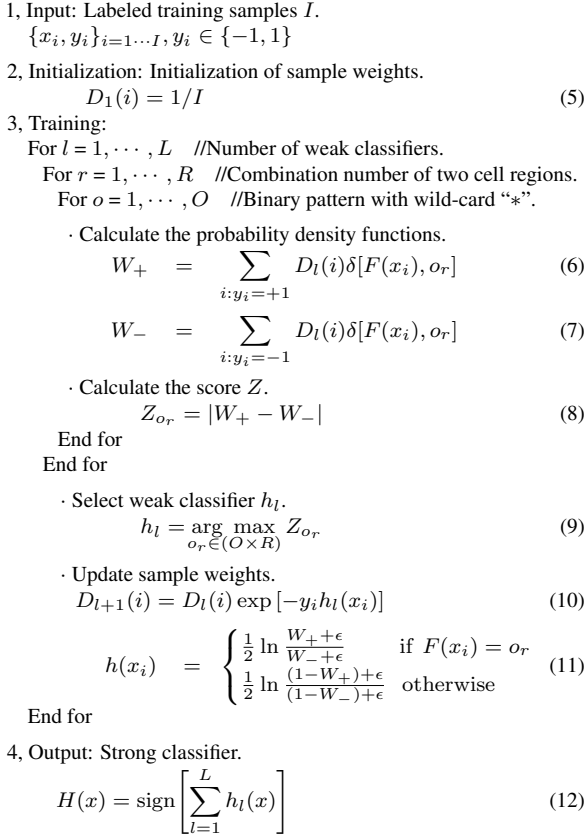 1, Input: Labeled training samples I.
{x_i, y_i}_{i=1···I}, y_i ∈ {−1, 1}
2, Initialization: Initialization of sample weights.
D_1(i) = 1/I (5)
3, Training:
For l = 1, ··· , L //Number of weak classifiers.
For r = 1, ··· , R //Combination number of two cell regions.
For o = 1, ··· , O //Binary pattern with wild-card “∗”.
· Calculate the probability density functions.
W_+ = ∑_{i:y_i=+1} D_l(i)δ[F(x_i), o_r] (6)
W_− = ∑_{i:y_i=−1} D_l(i)δ[F(x_i), o_r] (7)
· Calculate the score Z.
Z_{o_r} = |W_+ − W_−| (8)
End for
End for
· Select weak classifier h_l.
h_l = arg max_{o_r∈(O×R)} Z_{o_r} (9)
· Update sample weights.
D_{l+1}(i) = D_l(i) exp [−y_i h_l(x_i)] (10)
h(x_i) = { 1/2 ln (W_+ + ϵ)/(W_− + ϵ) if F(x_i) = o_r
1/2 ln ((1−W_+)+ϵ)/((1−W_−)+ϵ) otherwise (11)
End for
4, Output: Strong classifier.
H(x) = sign[∑_{l=1}^{L} h_l(x)] (12)